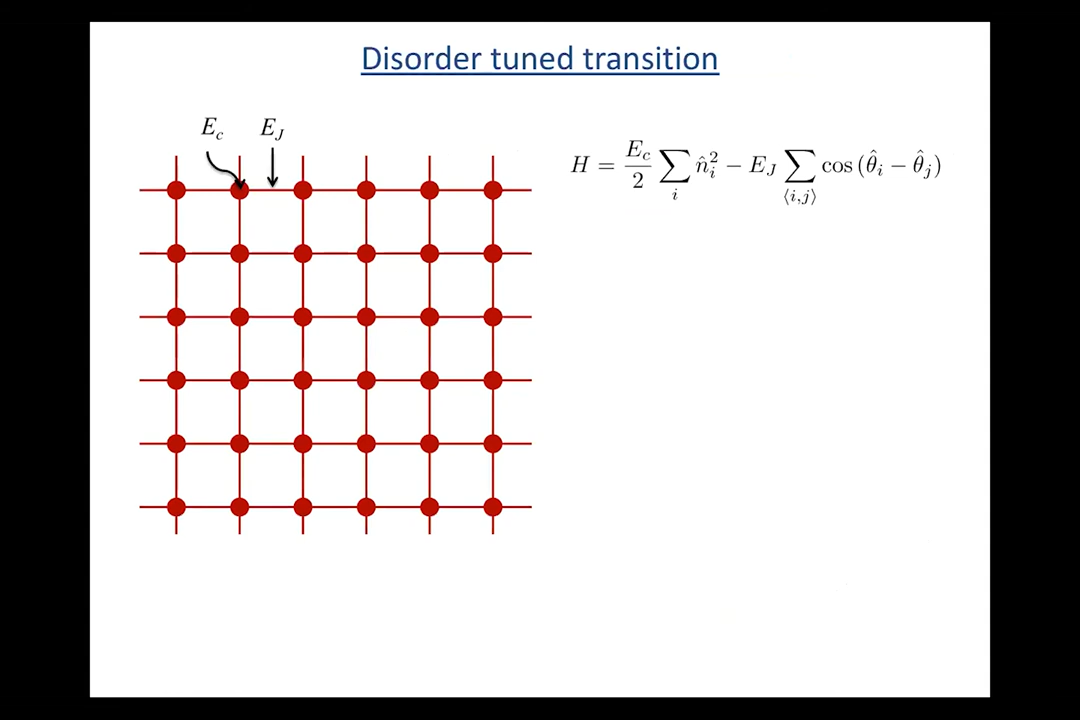 Disorder tuned transition
E_c E_J
H = \frac{E_c}{2} \sum_i \hat{n}_i^2 - E_J \sum_{\langle i,j \rangle} \cos(\hat{\theta}_i - \hat{\theta}_j)